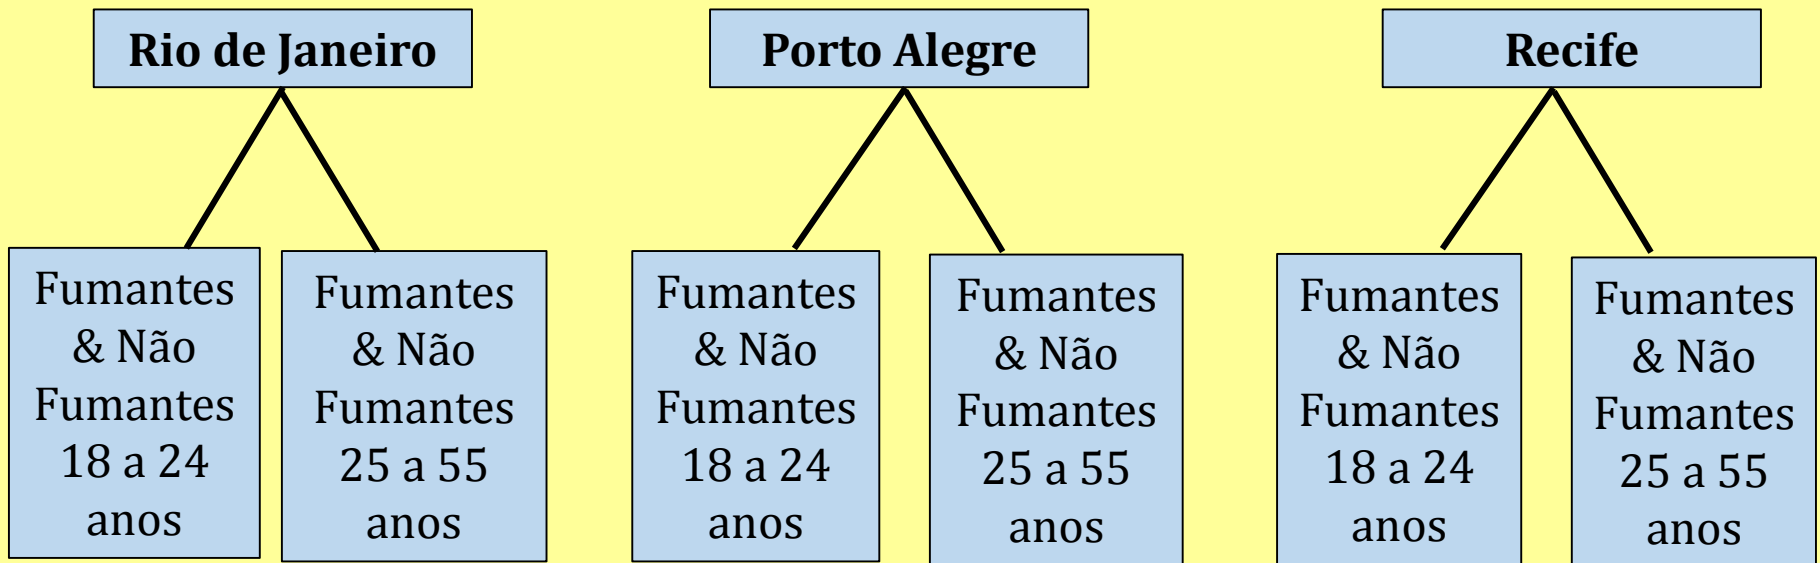 Rio de Janeiro
Porto Alegre
Recife
Fumantes
& Não
Fumantes
18 a 24
anos
Fumantes
& Não
Fumantes
25 a 55
anos
Fumantes
& Não
Fumantes
18 a 24
anos
Fumantes
& Não
Fumantes
25 a 55
anos
Fumantes
& Não
Fumantes
18 a 24
anos
Fumantes
& Não
Fumantes
25 a 55
anos